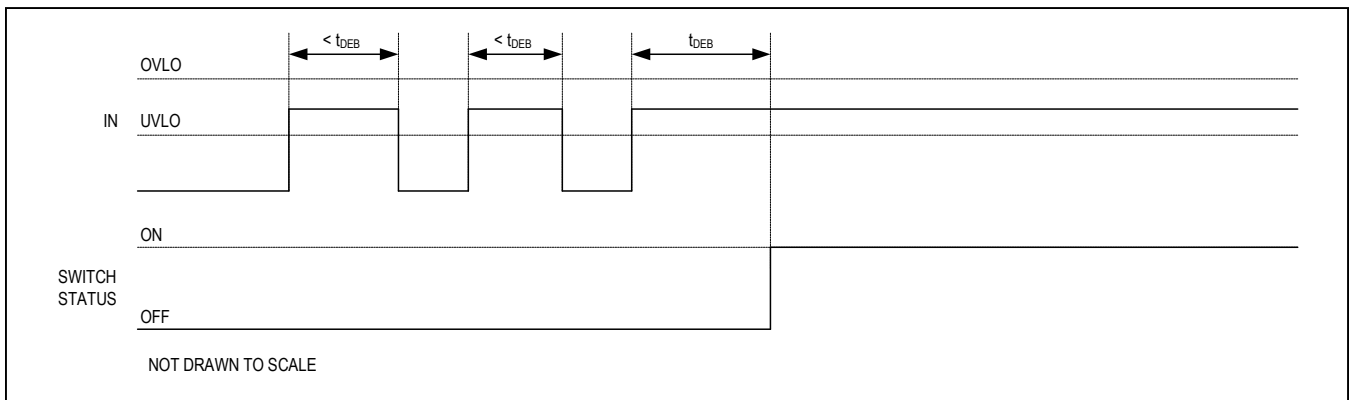 < tDEB < tDEB tDEB
OVLO
IN UVLO
ON
SWITCH
STATUS
OFF
NOT DRAWN TO SCALE